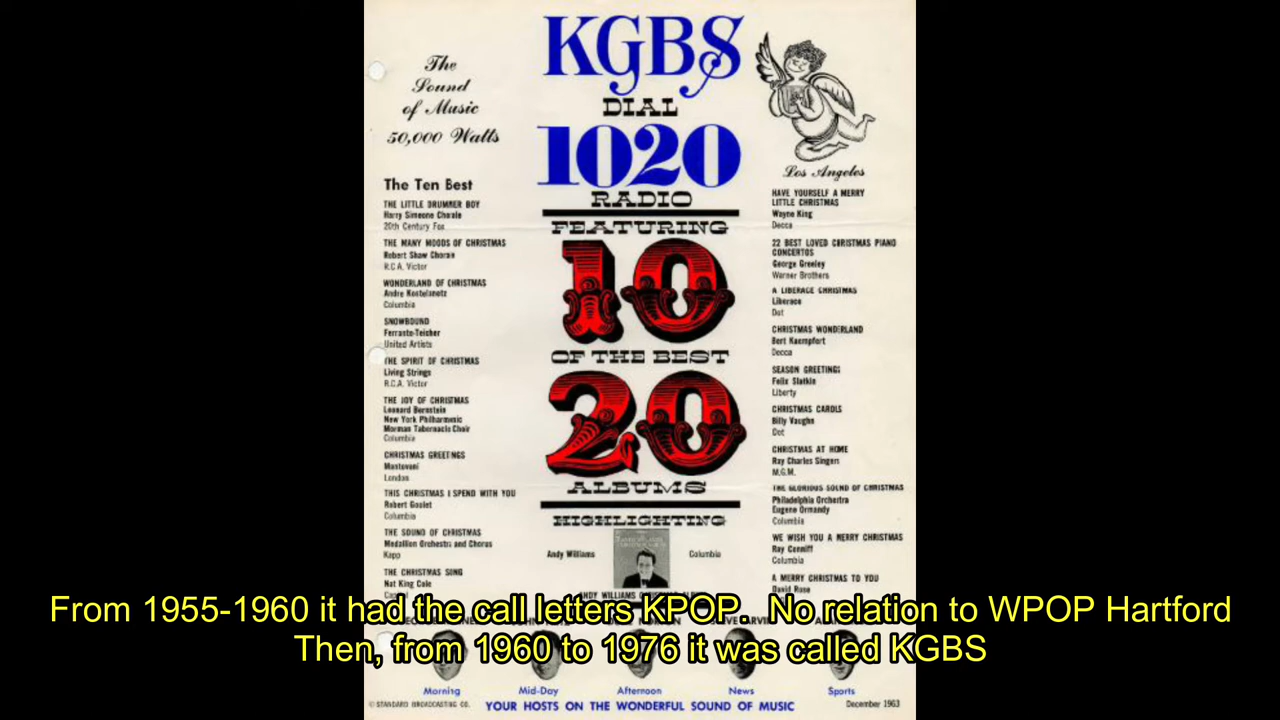 The
Sound
of Music
50,000 Watts
KGBS
DIAL
1020
RADIO
Los Angeles
FEATURING
10
OF THE BEST
20
ALBUMS
HIGHLIGHTING
Andy Williams
Columbia
The Ten Best
THE LITTLE DRUMMER BOY
Harry Simeone Chorale
20th Century Fox
THE MANY MOODS OF CHRISTMAS
Robert Shaw Choran
R.C.A. Victor
WONDERLAND OF CHRISTMAS
Andre Kostelanetz
Columbia
SNOWBOUND
Ferrante-Teicher
United Artists
THE SPIRIT OF CHRISTMAS
Living Strings
R.C.A. Victor
THE JOY OF CHRISTMAS
Leonard Bernstein
New York Philharmonic
Morman Tabernacle Choir
Columbia
CHRISTMAS GREETINGS
Mantovani
London
THIS CHRISTMAS I SPEND WITH YOU
Robert Goulet
Columbia
THE SOUND OF CHRISTMAS
Medallion Orchestra and Chorus
Kapp
THE CHRISTMAS SING
Nat King Cole
HAVE YOURSELF A MERRY
LITTLE CHRISTMAS
Wayne King
Decca
22 BEST LOVED CHRISTMAS PIANO
CONCERTOS
George Greeley
Warner Brothers
A LIBERACE CHRISTMAS
Liberace
Dot
CHRISTMAS WONDERLAND
Bert Kaempfert
Decca
SEASON GREETINGS
Felix Slatkin
Liberty
CHRISTMAS CAROLS
Billy Vaughn
Dot
CHRISTMAS AT HOME
Ray Charles Singers
M.G.M.
THE GLORIOUS SOUND OF CHRISTMAS
Philadelphia Orchestra
Eugene Ormandy
Columbia
WE WISH YOU A MERRY CHRISTMAS
Ray Conniff
Columbia
A MERRY CHRISTMAS TO YOU
David Rose
From 1955-1960 it had the call letters KPOP. No relation to WPOP Hartford
Then, from 1960 to 1976 it was called KGBS
Morning Mid-Day Afternoon News Sports
© STANDARD BROADCASTING CO. YOUR HOSTS ON THE WONDERFUL SOUND OF MUSIC December 1963